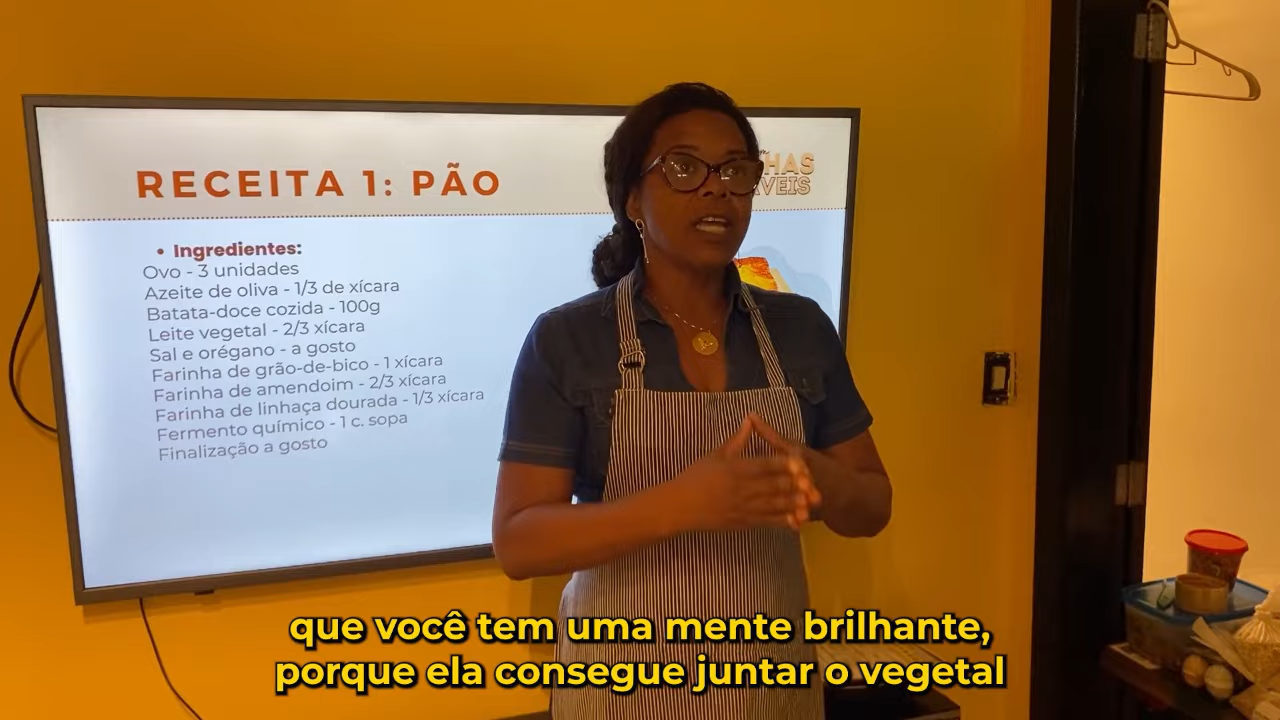 RECEITA 1: PÃO
HAS
ÁVEIS
• Ingredientes:
Ovo - 3 unidades
Azeite de oliva - 1/3 de xícara
Batata-doce cozida - 100g
Leite vegetal - 2/3 xícara
Sal e orégano - a gosto
Farinha de grão-de-bico - 1 xícara
Farinha de amendoim - 2/3 xícara
Farinha de linhaça dourada - 1/3 xícara
Fermento químico - 1 c. sopa
Finalização a gosto
que você tem uma mente brilhante,
porque ela consegue juntar o vegetal